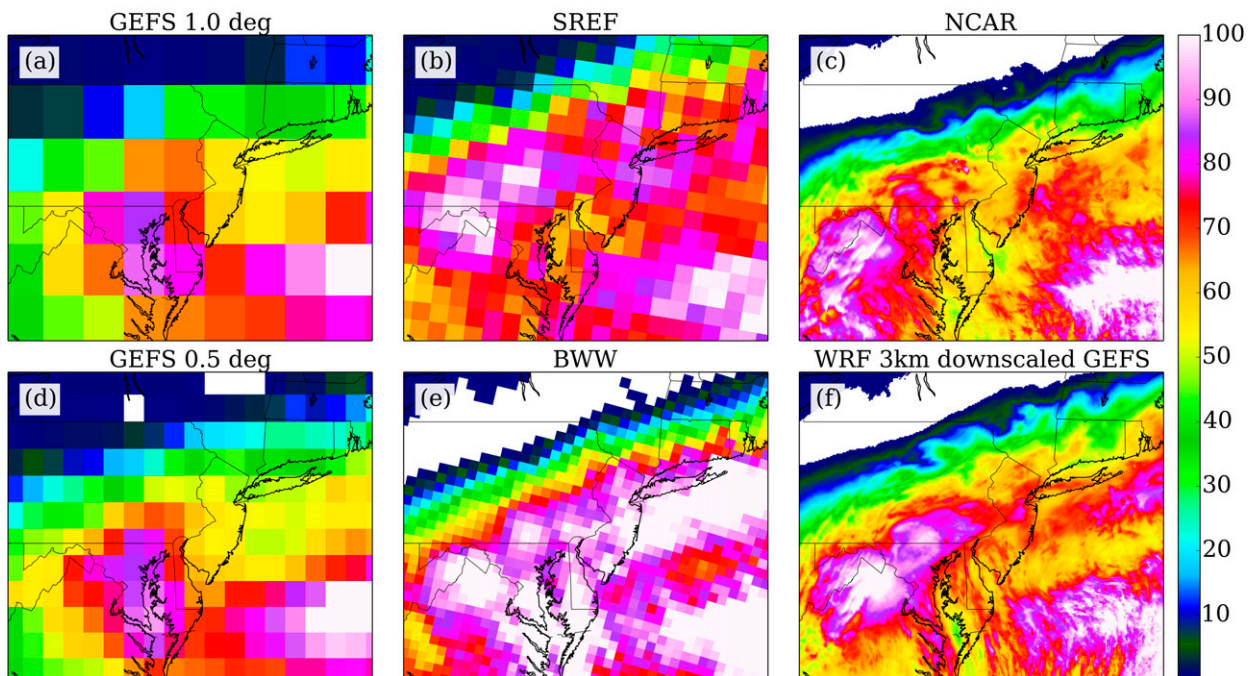 GEFS 1.0 deg
SREF
NCAR
(a)
(b)
(c)
GEFS 0.5 deg
BWW
WRF 3km downscaled GEFS
(d)
(e)
(f)
100
90
80
70
60
50
40
30
20
10